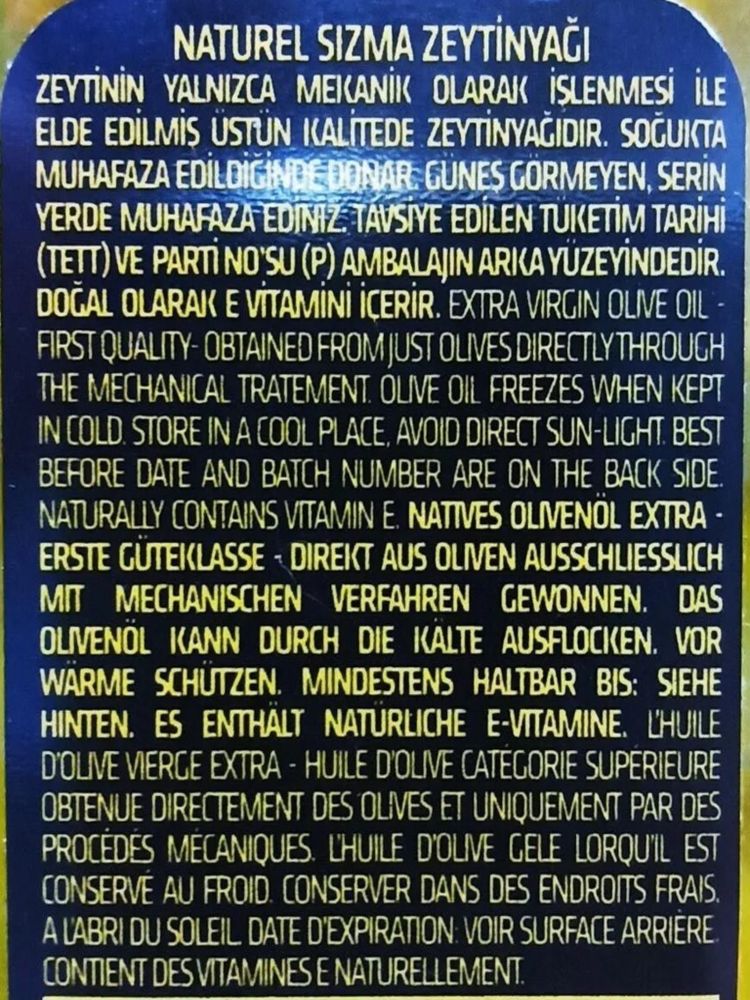 NATUREL SIZMA ZEYTİNYAĞI
ZEYTİNİN YALNIZCA MEKANİK OLARAK İŞLENMESİ İLE
ELDE EDİLMİŞ ÜSTÜN KALİTEDE ZEYTİNYAĞIDIR. SOĞUKTA
MUHAFAZA EDİLDİĞİNDE DONAR. GÜNEŞ GÖRMEYEN, SERİN
YERDE MUHAFAZA EDİNİZ. TAVSİYE EDİLEN TÜKETİM TARİHİ
(TETT) VE PARTİ NO'SU (P) AMBALAJIN ARKA YÜZEYİNDEDİR.
DOĞAL OLARAK E VİTAMİNİ İÇERİR. EXTRA VIRGIN OLIVE OIL -
FIRST QUALITY- OBTAINED FROM JUST OLIVES DIRECTLY THROUGH
THE MECHANICAL TRATEMENT. OLIVE OIL FREEZES WHEN KEPT
IN COLD. STORE IN A COOL PLACE, AVOID DIRECT SUN-LIGHT. BEST
BEFORE DATE AND BATCH NUMBER ARE ON THE BACK SIDE.
NATURALLY CONTAINS VITAMIN E. NATIVES OLIVENÖL EXTRA -
ERSTE GÜTEKLASSE - DIREKT AUS OLIVEN AUSSCHLIESSLICH
MIT MECHANISCHEN VERFAHREN GEWONNEN. DAS
OLIVENÖL KANN DURCH DIE KÄLTE AUSFLOCKEN. VOR
WÄRME SCHÜTZEN. MINDESTENS HALTBAR BIS: SIEHE
HINTEN. ES ENTHÄLT NATÜRLICHE E-VITAMINE. L'HUILE
D'OLIVE VIERGE EXTRA - HUILE D'OLIVE CATÉGORIE SUPÉRIEURE
OBTENUE DIRECTEMENT DES OLIVES ET UNIQUEMENT PAR DES
PROCÉDÉS MÉCANIQUES. L'HUILE D'OLIVE GELE LORQU'IL EST
CONSERVÉ AU FROID. CONSERVER DANS DES ENDROITS FRAIS.
A L'ABRI DU SOLEIL. DATE D'EXPIRATION: VOIR SURFACE ARRIÈRE.
CONTIENT DES VITAMINES E NATURELLEMENT.